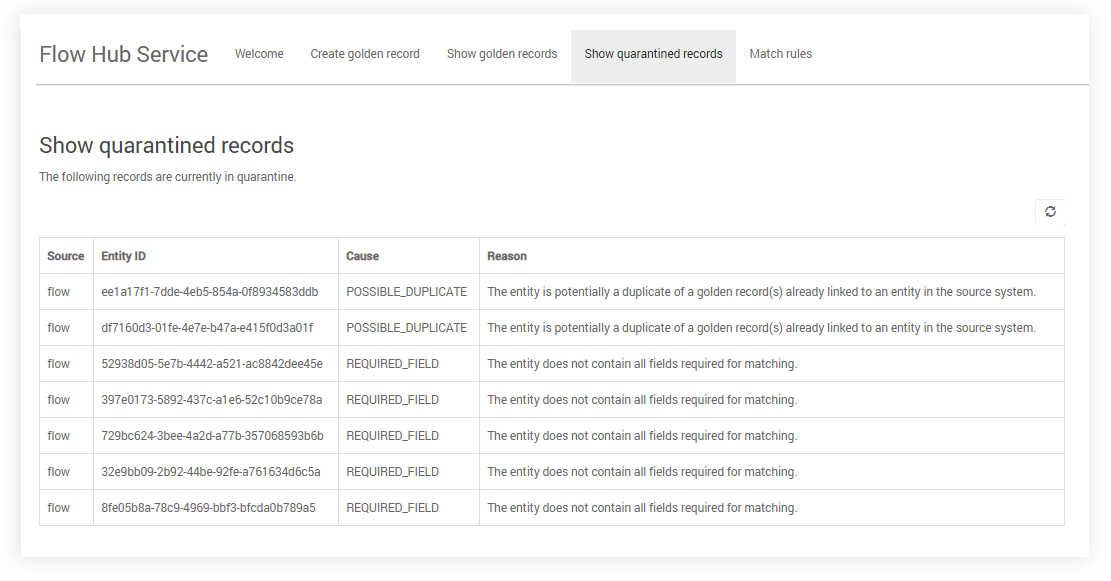 Flow Hub Service Welcome Create golden record Show golden records Show quarantined records Match rules
Show quarantined records
The following records are currently in quarantine.
Source Entity ID Cause Reason
flow ee1a17f1-7dde-4eb5-854a-0f8934583ddb POSSIBLE_DUPLICATE The entity is potentially a duplicate of a golden record(s) already linked to an entity in the source system.
flow df7160d3-01fe-4e7e-b47a-e415f0d3a01f POSSIBLE_DUPLICATE The entity is potentially a duplicate of a golden record(s) already linked to an entity in the source system.
flow 52938d05-5e7b-4442-a521-ac8842dee45e REQUIRED_FIELD The entity does not contain all fields required for matching.
flow 397e0173-5892-437c-a1e6-52c10b9ce78a REQUIRED_FIELD The entity does not contain all fields required for matching.
flow 729bc624-3bee-4a2d-a77b-357068593b6b REQUIRED_FIELD The entity does not contain all fields required for matching.
flow 32e9bb09-2b92-44be-92fe-a761634d6c5a REQUIRED_FIELD The entity does not contain all fields required for matching.
flow 8fe05b8a-78c9-4969-bbf3-bfcda0b789a5 REQUIRED_FIELD The entity does not contain all fields required for matching.